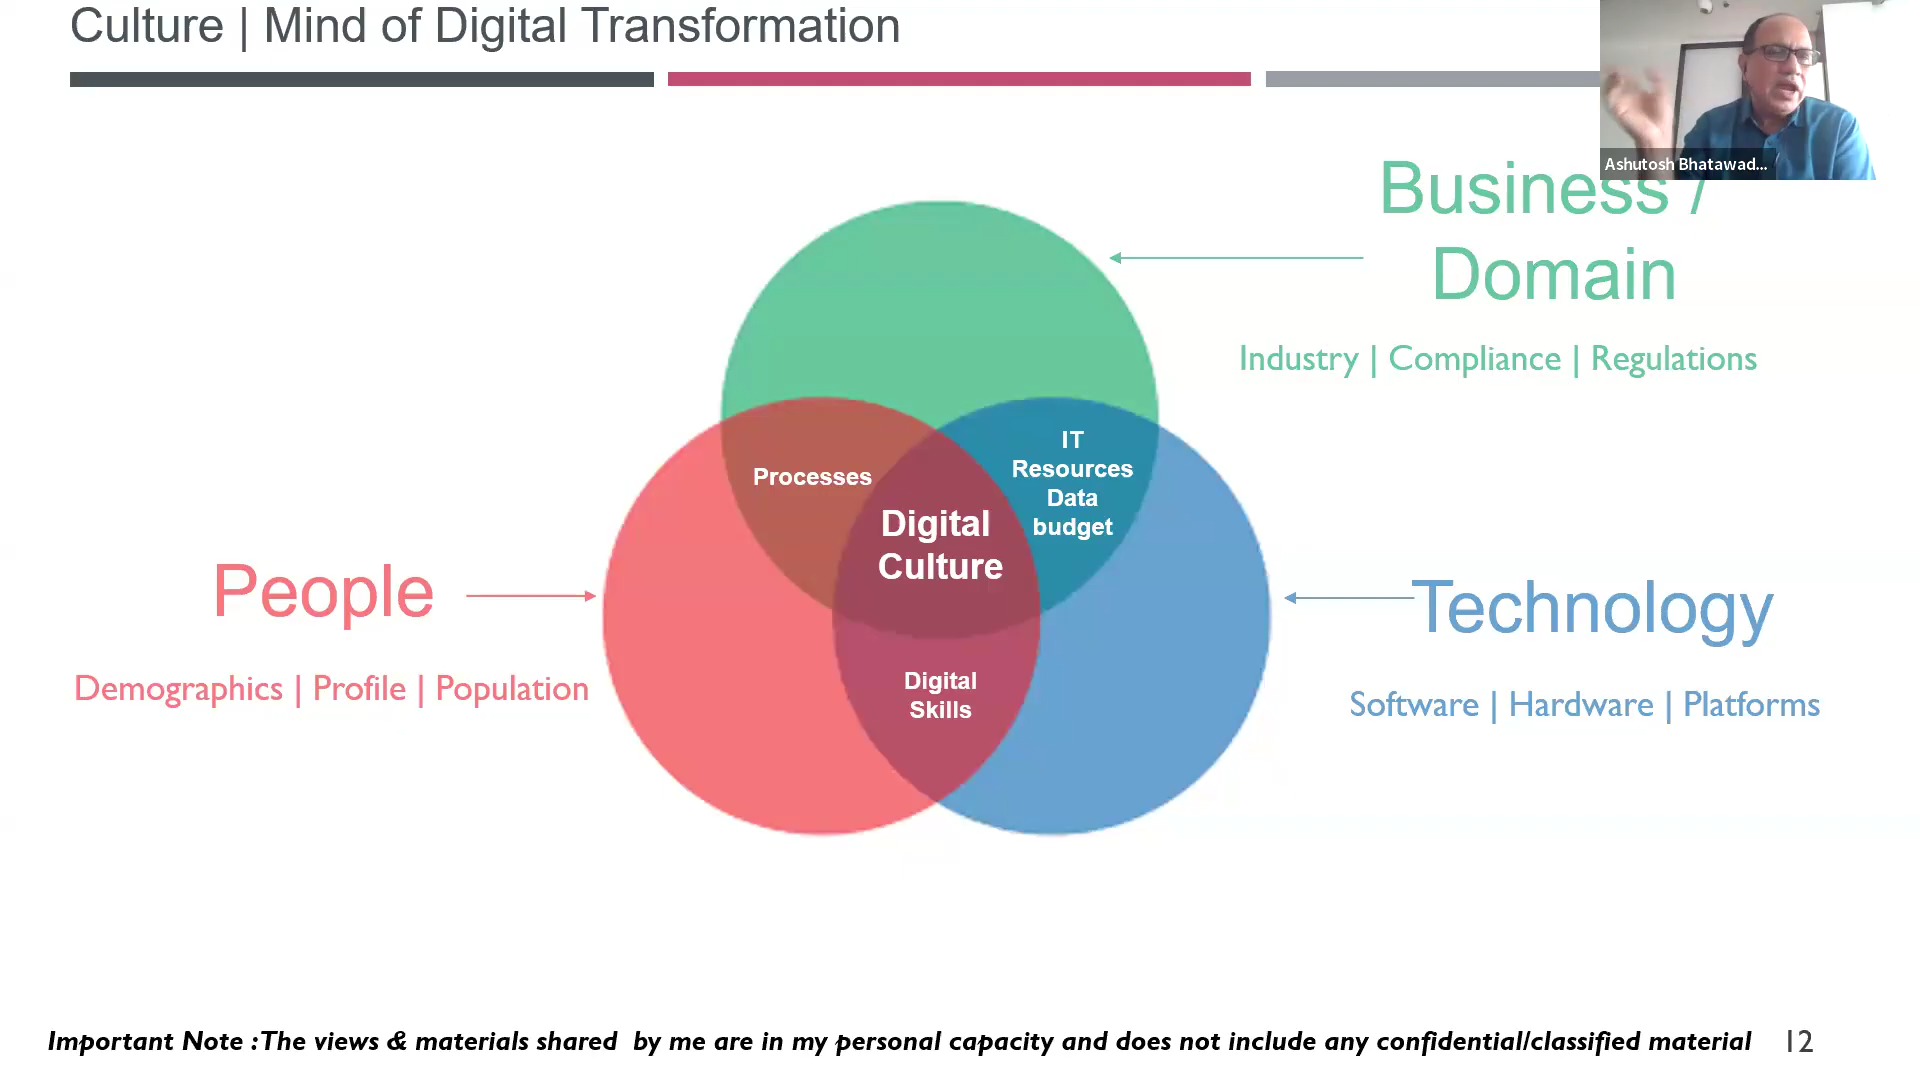 Culture | Mind of Digital Transformation
Ashutosh Bhatawad...
Business /
Domain
Industry | Compliance | Regulations
IT
Resources
Data
budget
Processes
Digital
Culture
People
Demographics | Profile | Population
Technology
Software | Hardware | Platforms
Digital
Skills
Important Note :The views & materials shared by me are in my personal capacity and does not include any confidential/classified material 12